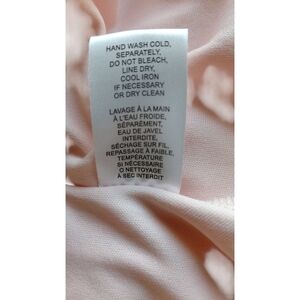 HAND WASH COLD,
SEPARATELY,
DO NOT BLEACH,
LINE DRY,
COOL IRON
IF NECESSARY
OR DRY CLEAN
LAVAGE À LA MAIN
À L'EAU FROIDE,
SÉPARÉMENT,
EAU DE JAVEL
INTERDITE,
SÉCHAGE SUR FIL,
REPASSAGE À FAIBLE,
TEMPÉRATURE
SI NÉCESSAIRE
O NETTOYAGE
À SEC INTERDIT